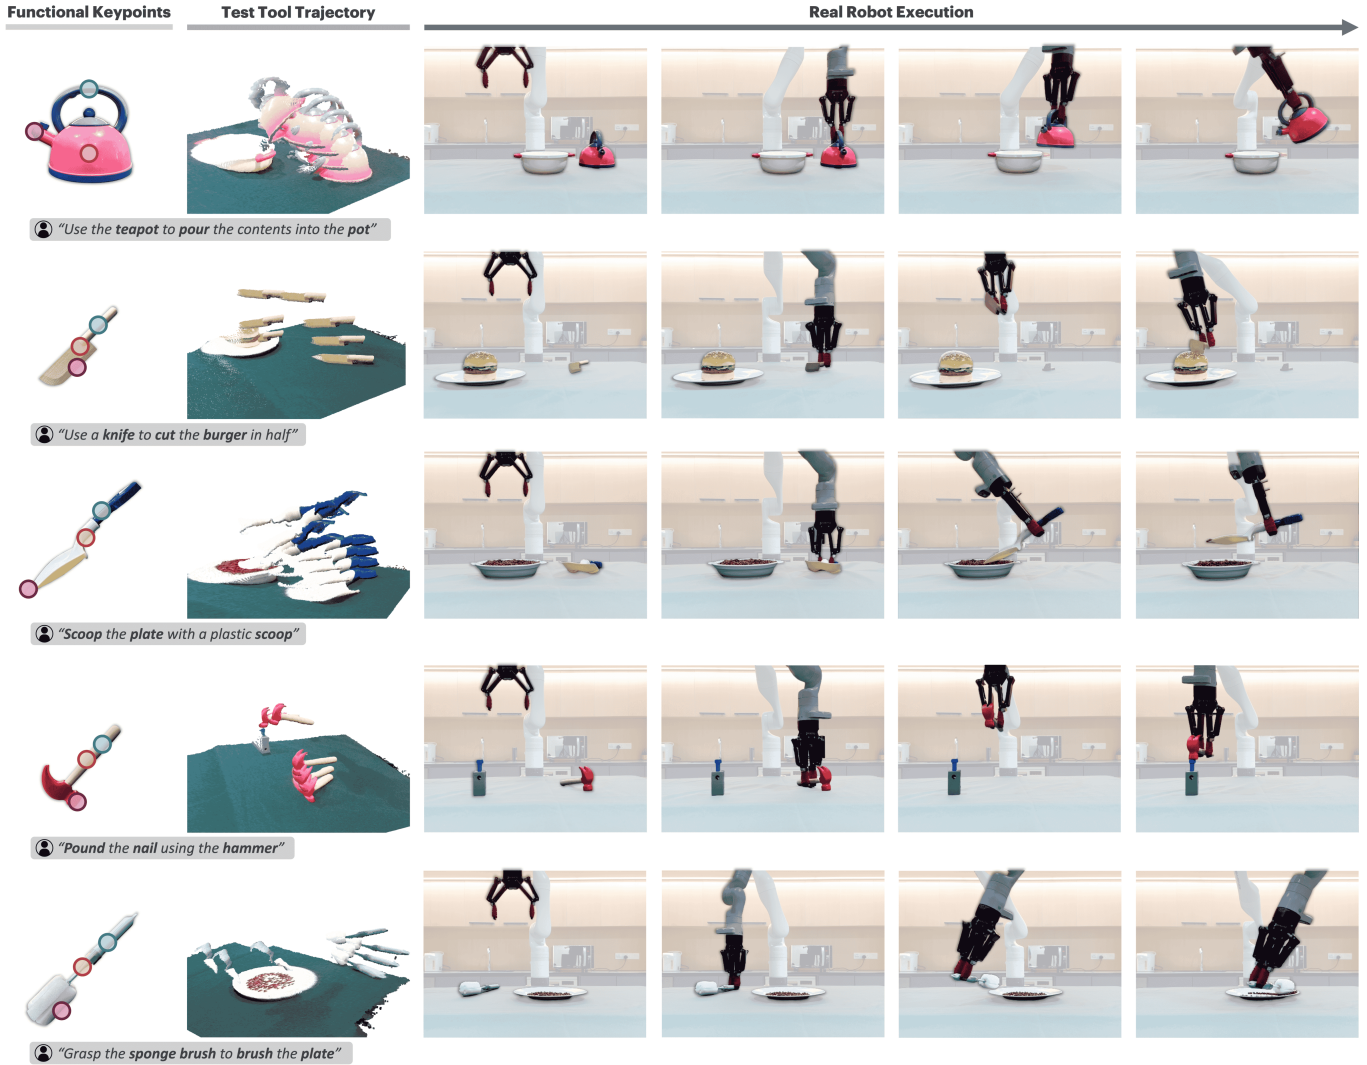 Functional Keypoints
Test Tool Trajectory
Real Robot Execution
“Use the teapot to pour the contents into the pot”
“Use a knife to cut the burger in half”
“Scoop the plate with a plastic scoop”
“Pound the nail using the hammer”
“Grasp the sponge brush to brush the plate”